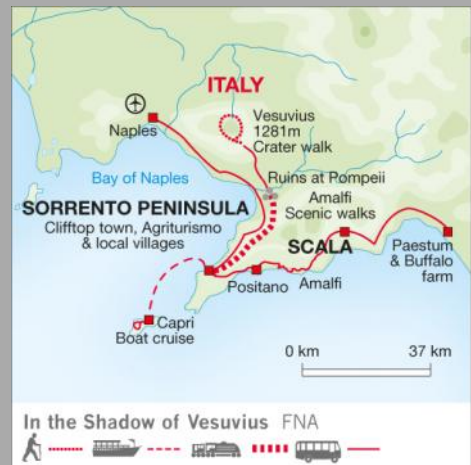 ITALY
Naples
Vesuvius
1281m
Crater walk
Bay of Naples
Ruins at Pompeii
SORRENTO PENINSULA
Clifftop town, Agriturismo
& local villages
Amalfi
Scenic walks
SCALA
Paestum
& Buffalo
farm
Positano
Amalfi
Capri
Boat cruise
0 km
37 km
In the Shadow of Vesuvius FNA